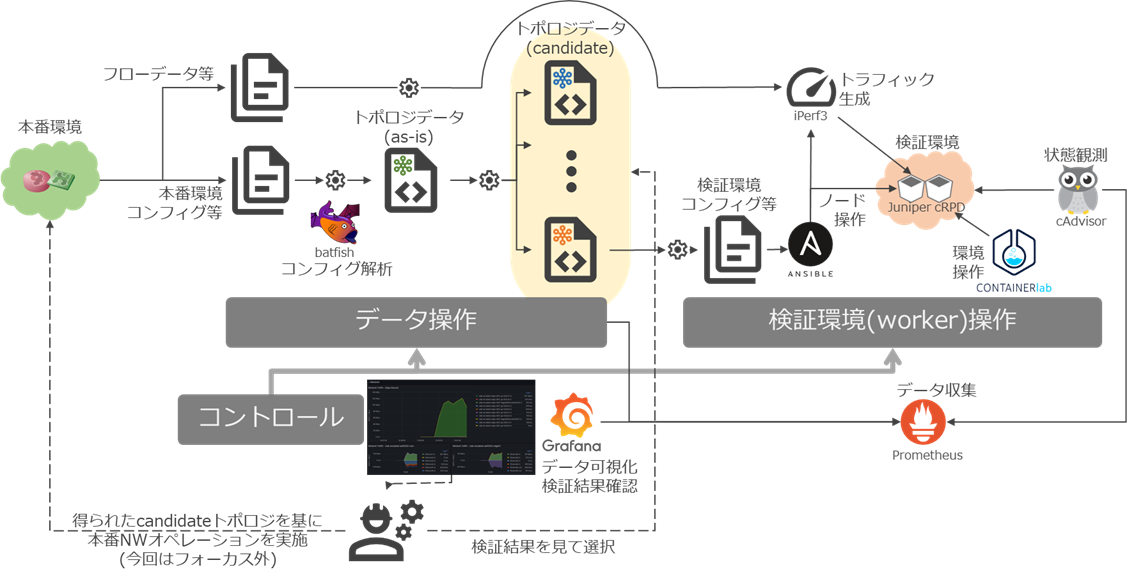 トポロジデータ
(candidate)
フローデータ等
トラフィック
生成
iPerf3
本番環境
トポロジデータ
(as-is)
検証環境
状態観測
本番環境
コンフィグ等
検証環境
コンフィグ等
ノード
操作
Juniper cRPD
cAdvisor
batfish
コンフィグ解析
ANSIBLE
環境
操作
CONTAINERlab
データ操作
検証環境(worker)操作
コントロール
データ収集
Grafana
Prometheus
データ可視化
検証結果確認
得られたcandidateトポロジを基に
本番NWオペレーションを実施
(今回はフォーカス外)
検証結果を見て選択